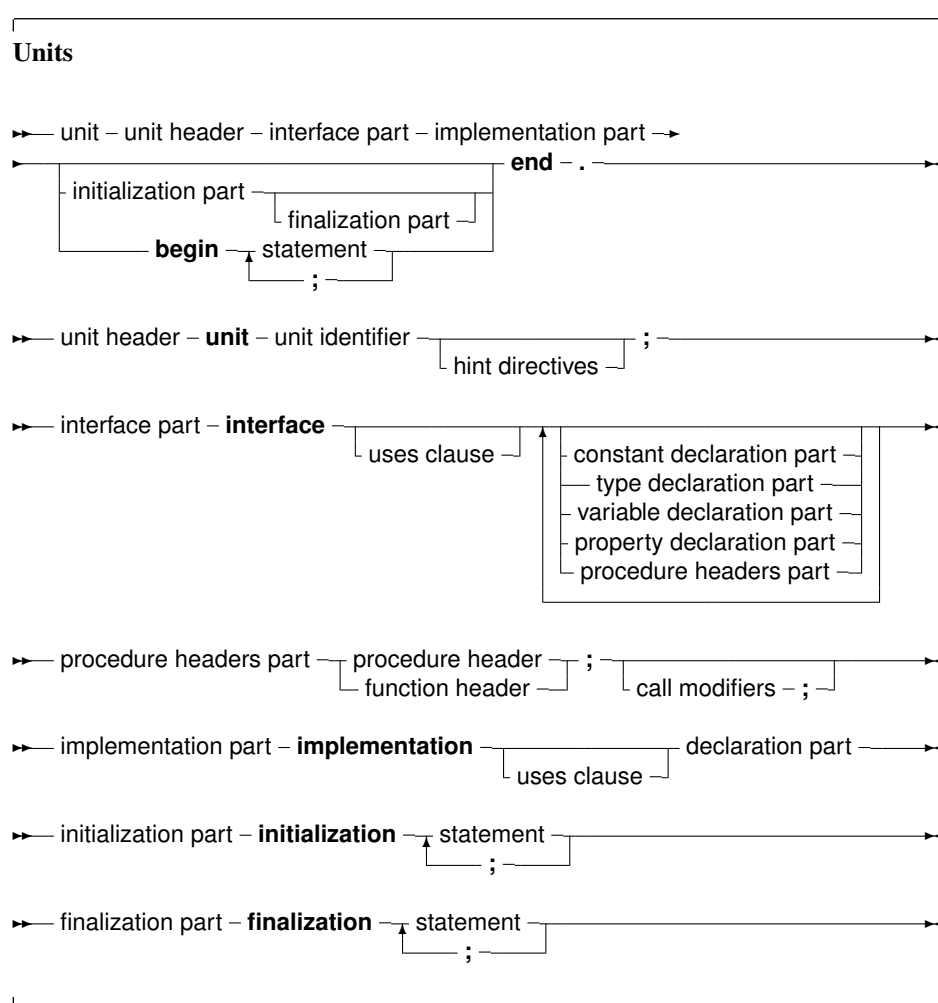 Units
unit – unit header – interface part – implementation part
end – .
initialization part
finalization part
begin – statement
;
unit header – unit – unit identifier ;
hint directives
interface part – interface
uses clause constant declaration part
type declaration part
variable declaration part
property declaration part
procedure headers part
procedure headers part procedure header ;
function header call modifiers – ;
implementation part – implementation declaration part
uses clause
initialization part – initialization statement
;
finalization part – finalization statement
;